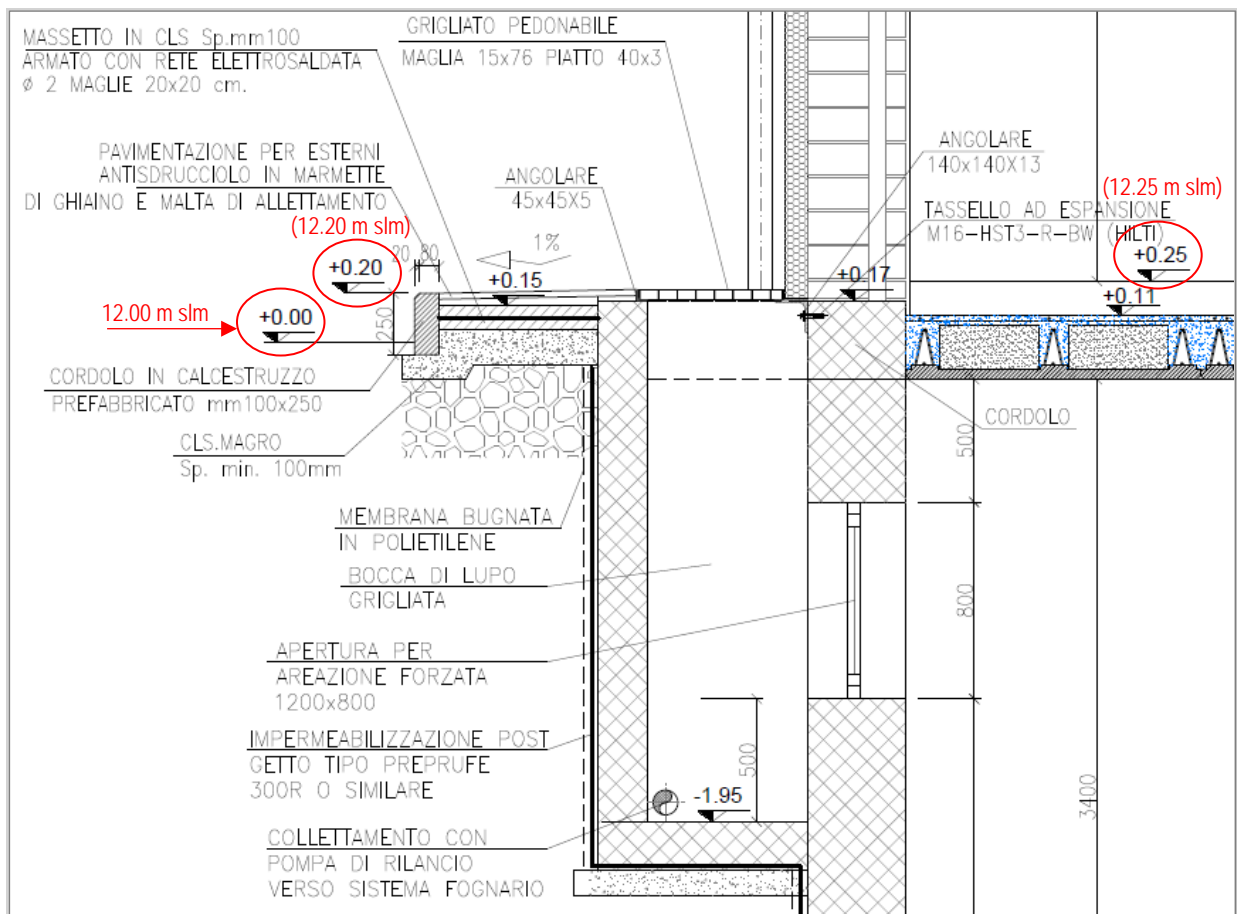 MASSETTO IN CLS Sp.mm100
ARMATO CON RETE ELETTROSALDATA
ø 2 MAGLIE 20x20 cm.
GRIGLIATO PEDONABILE
MAGLIA 15x76 PIATTO 40x3
PAVIMENTAZIONE PER ESTERNI
ANTISDRUCCIOLO IN MARMETTE
DI GHIAINO E MALTA DI ALLETTAMENTO
ANGOLARE
45x45X5
ANGOLARE
140x140X13
(12.25 m slm)
TASSELLO AD ESPANSIONE
M16-HST3-R-BW (HILTI)
(12.20 m slm)
20 80
1%
+0.20
+0.15
+0.17
+0.25
+0.11
12.00 m slm
+0.00
250
CORDOLO IN CALCESTRUZZO
PREFABBRICATO mm100x250
CORDOLO
CLS.MAGRO
Sp. min. 100mm
500
MEMBRANA BUGNATA
IN POLIETILENE
BOCCA DI LUPO
GRIGLIATA
800
APERTURA PER
AREAZIONE FORZATA
1200x800
IMPERMEABILIZZAZIONE POST
GETTO TIPO PREPRUFE
300R O SIMILARE
500
-1.95
3400
COLLETTAMENTO CON
POMPA DI RILANCIO
VERSO SISTEMA FOGNARIO